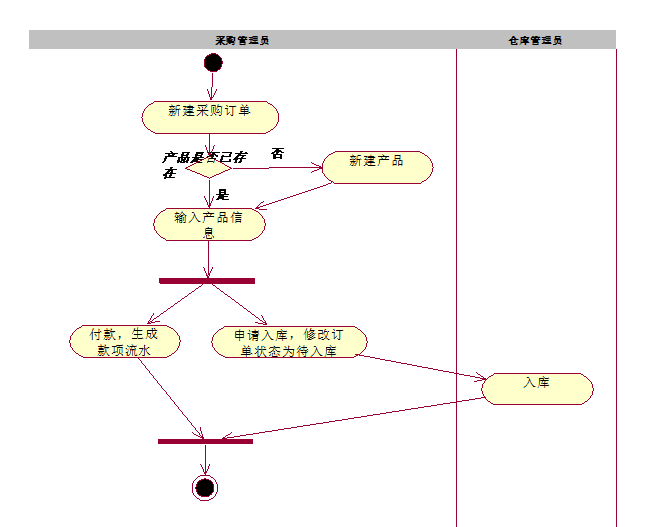 采购管理员
仓库管理员
新建采购订单
产品是否已存
在
否
新建产品
是
输入产品信
息
付款，生成
款项流水
申请入库，修改订
单状态为待入库
入库